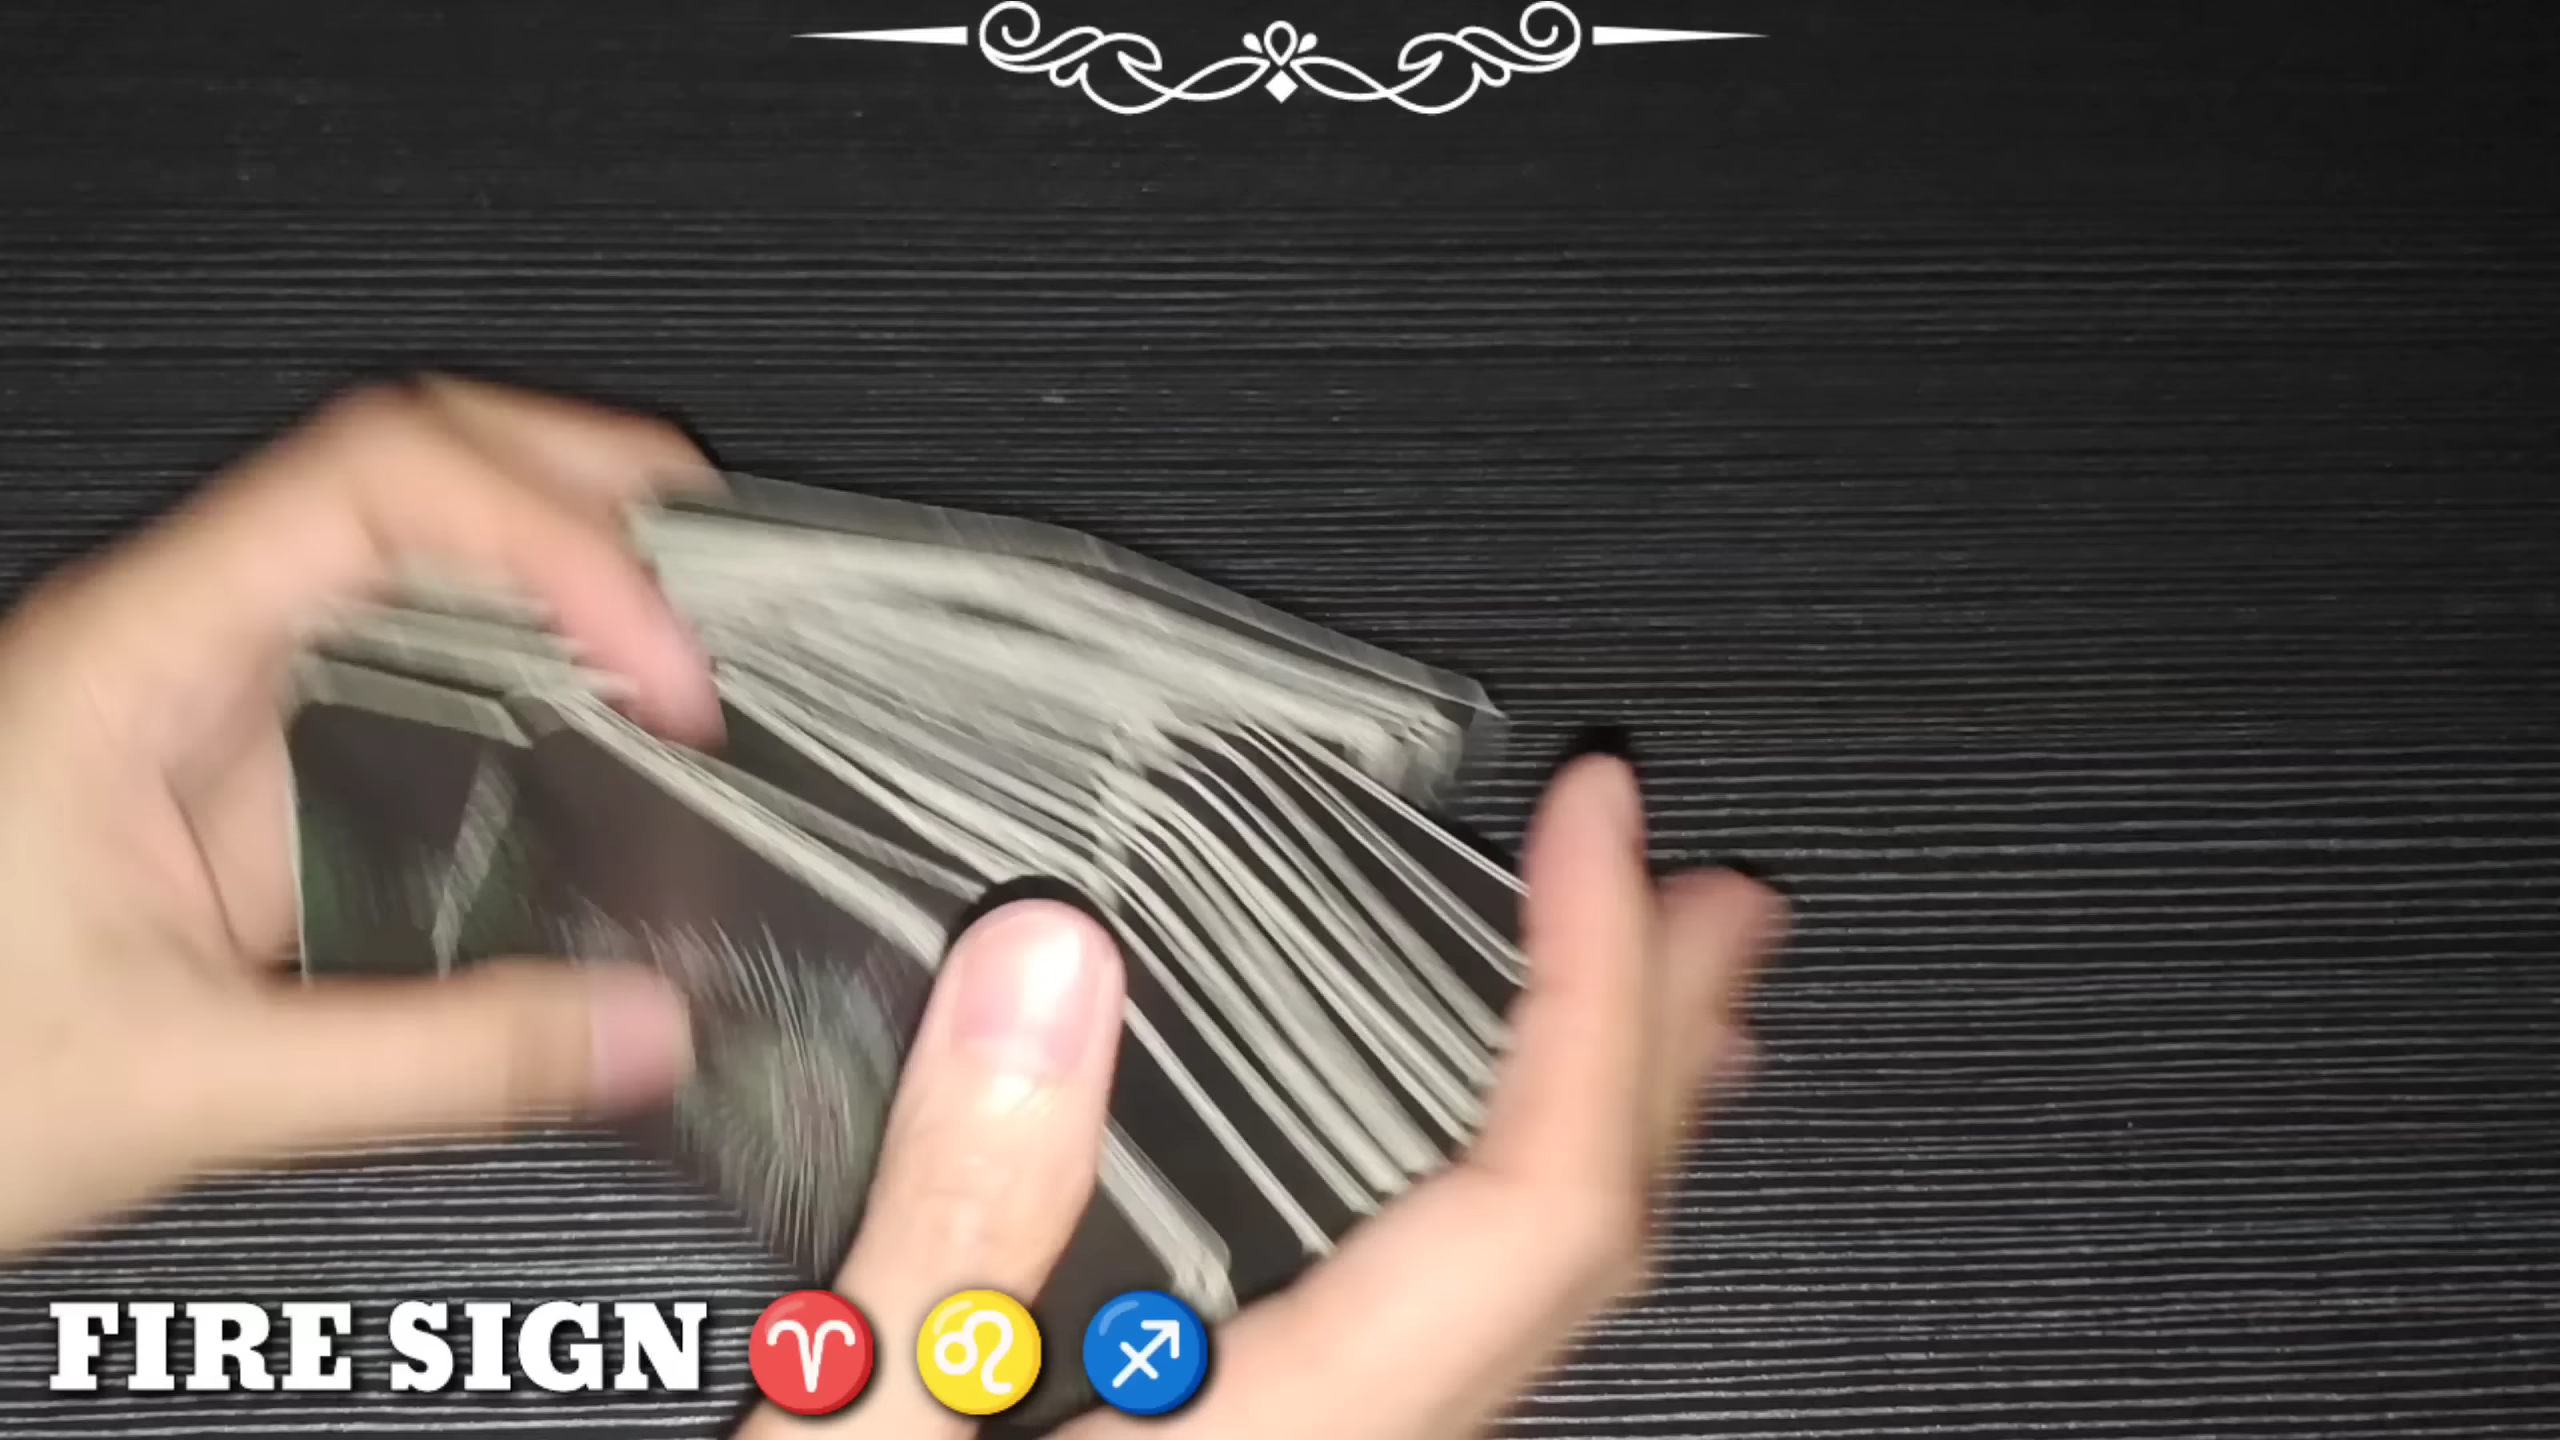 FIRE SIGN ♈ ♌ ♐